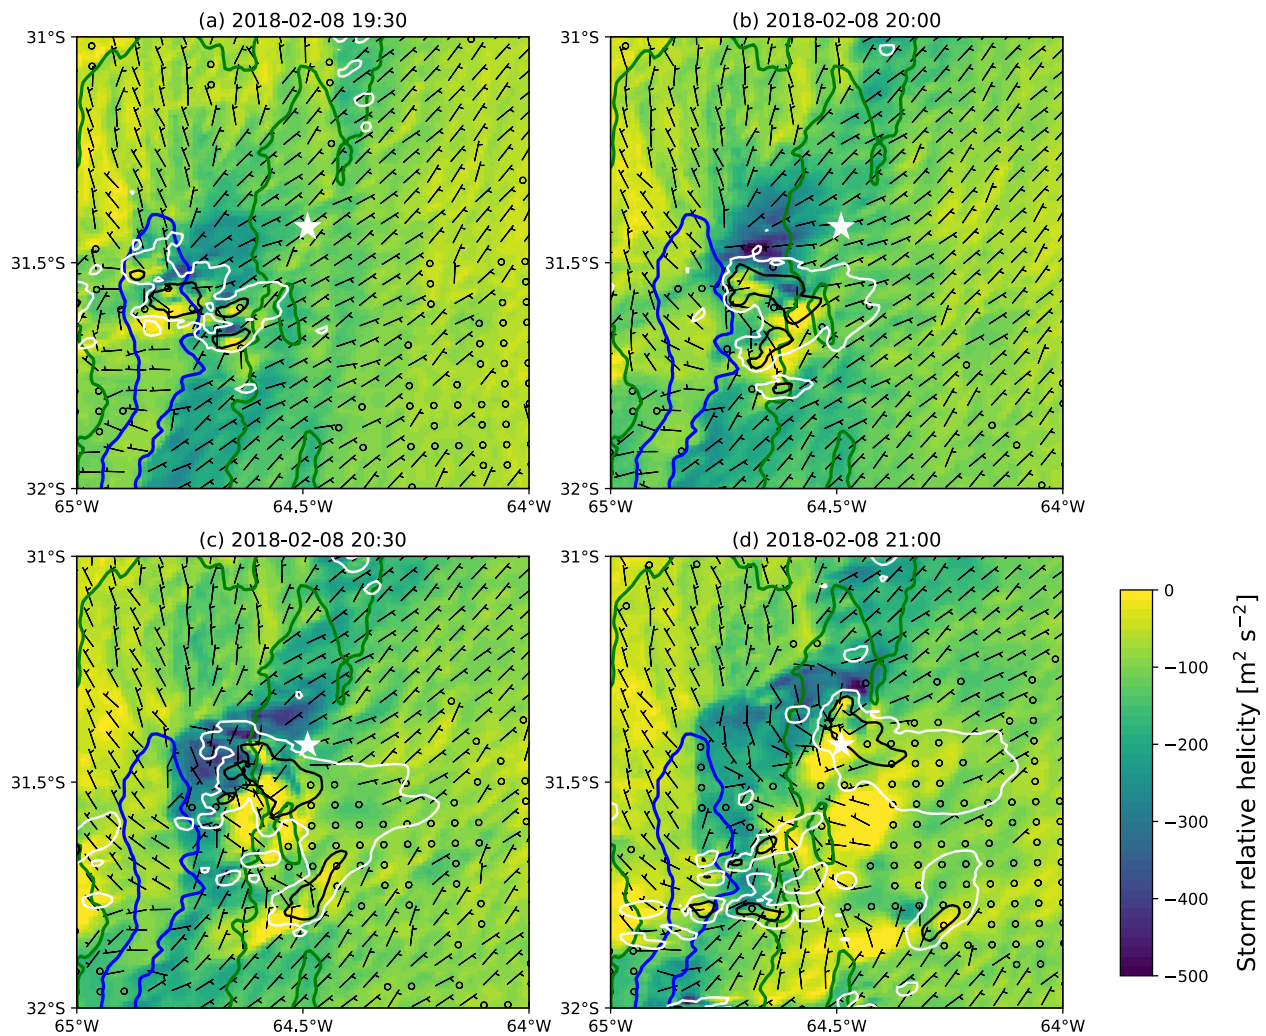 (a) 2018-02-08 19:30
(b) 2018-02-08 20:00
31°S
31.5°S
32°S
65°W
64.5°W
64°W
31°S
31.5°S
32°S
65°W
64.5°W
64°W
(c) 2018-02-08 20:30
(d) 2018-02-08 21:00
31°S
31.5°S
32°S
65°W
64.5°W
64°W
31°S
31.5°S
32°S
65°W
64.5°W
64°W
0
−100
−200
−300
−400
−500
Storm relative helicity [m² s⁻²]